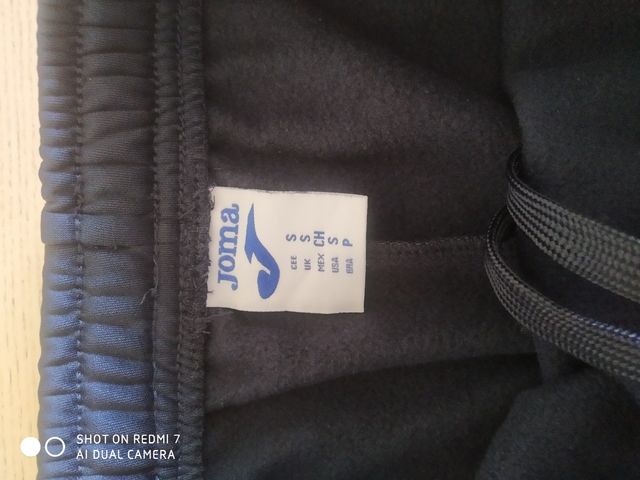 Joma
CEE S
UK S
MEX CH
USA S
BRA P
SHOT ON REDMI 7
AI DUAL CAMERA